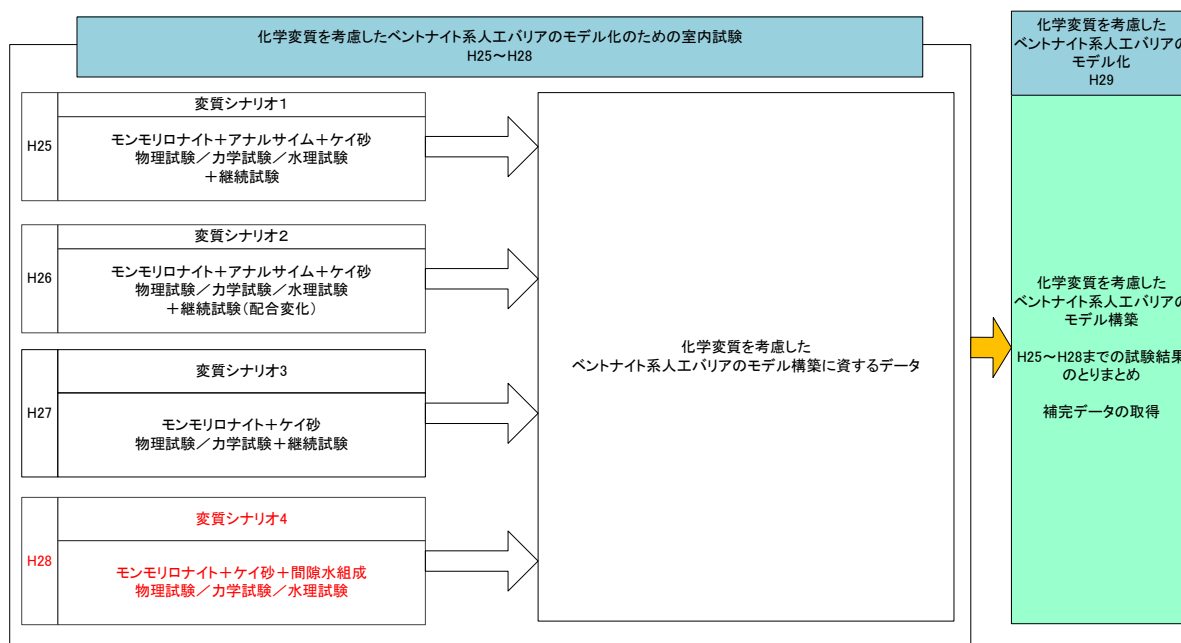 化学変質を考慮したベントナイト系人工バリアのモデル化のための室内試験
H25～H28
H25
変質シナリオ1
モンモリロナイト＋アナルサイム＋ケイ砂
物理試験／力学試験／水理試験
＋継続試験
H26
変質シナリオ2
モンモリロナイト＋アナルサイム＋ケイ砂
物理試験／力学試験／水理試験
＋継続試験（配合変化）
H27
変質シナリオ3
モンモリロナイト＋ケイ砂
物理試験／力学試験＋継続試験
H28
変質シナリオ4
モンモリロナイト＋ケイ砂＋間隙水組成
物理試験／力学試験／水理試験
化学変質を考慮した
ベントナイト系人工バリアのモデル構築に資するデータ
化学変質を考慮した
ベントナイト系人工バリアの
モデル化
H29
化学変質を考慮した
ベントナイト系人工バリアの
モデル構築
H25～H28までの試験結果
のとりまとめ
補完データの取得